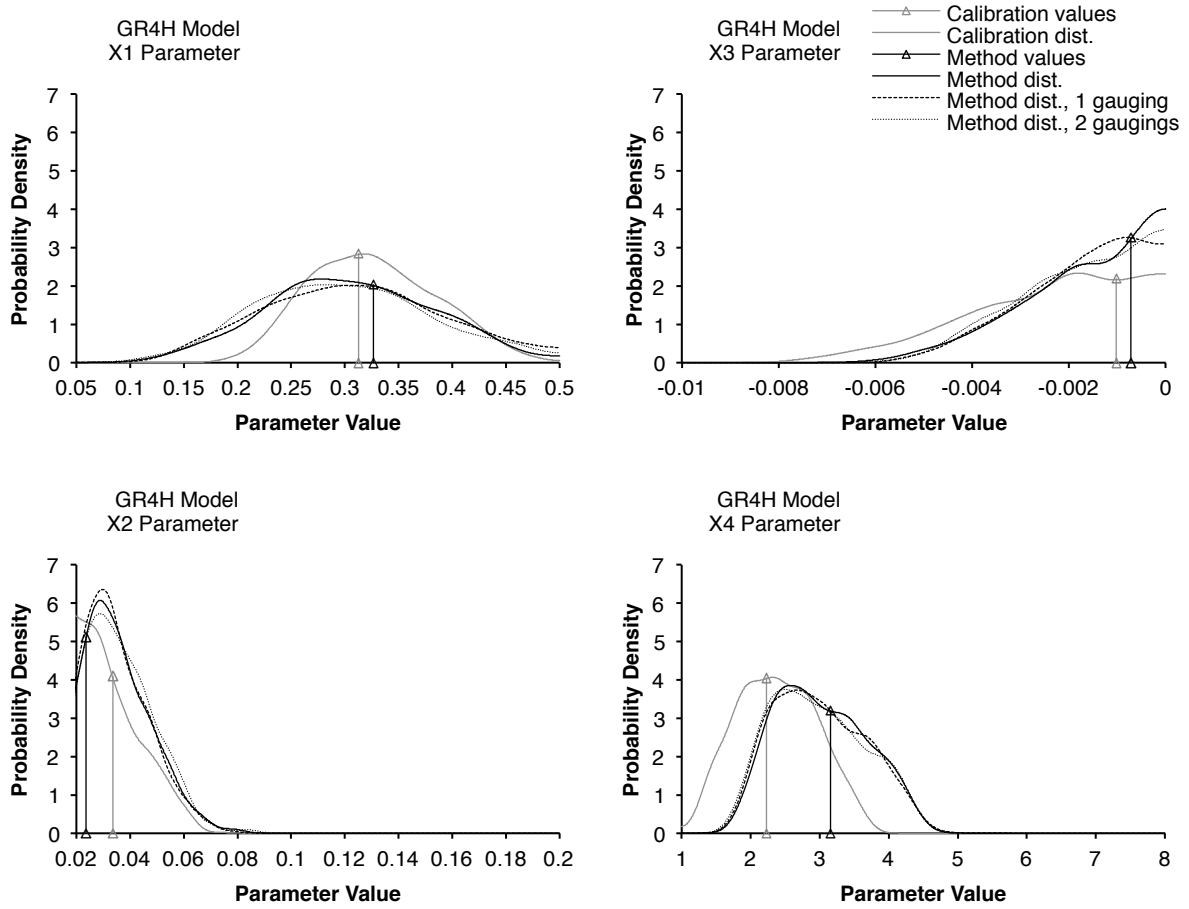 GR4H Model
X1 Parameter
7
6
5
4
3
2
1
0
Probability Density
0.05 0.1 0.15 0.2 0.25 0.3 0.35 0.4 0.45 0.5
Parameter Value
GR4H Model
X3 Parameter
Calibration values
Calibration dist.
Method values
Method dist.
Method dist., 1 gauging
Method dist., 2 gaugings
7
6
5
4
3
2
1
0
Probability Density
-0.01 -0.008 -0.006 -0.004 -0.002 0
Parameter Value
GR4H Model
X2 Parameter
7
6
5
4
3
2
1
0
Probability Density
0.02 0.04 0.06 0.08 0.1 0.12 0.14 0.16 0.18 0.2
Parameter Value
GR4H Model
X4 Parameter
7
6
5
4
3
2
1
0
Probability Density
1 2 3 4 5 6 7 8
Parameter Value